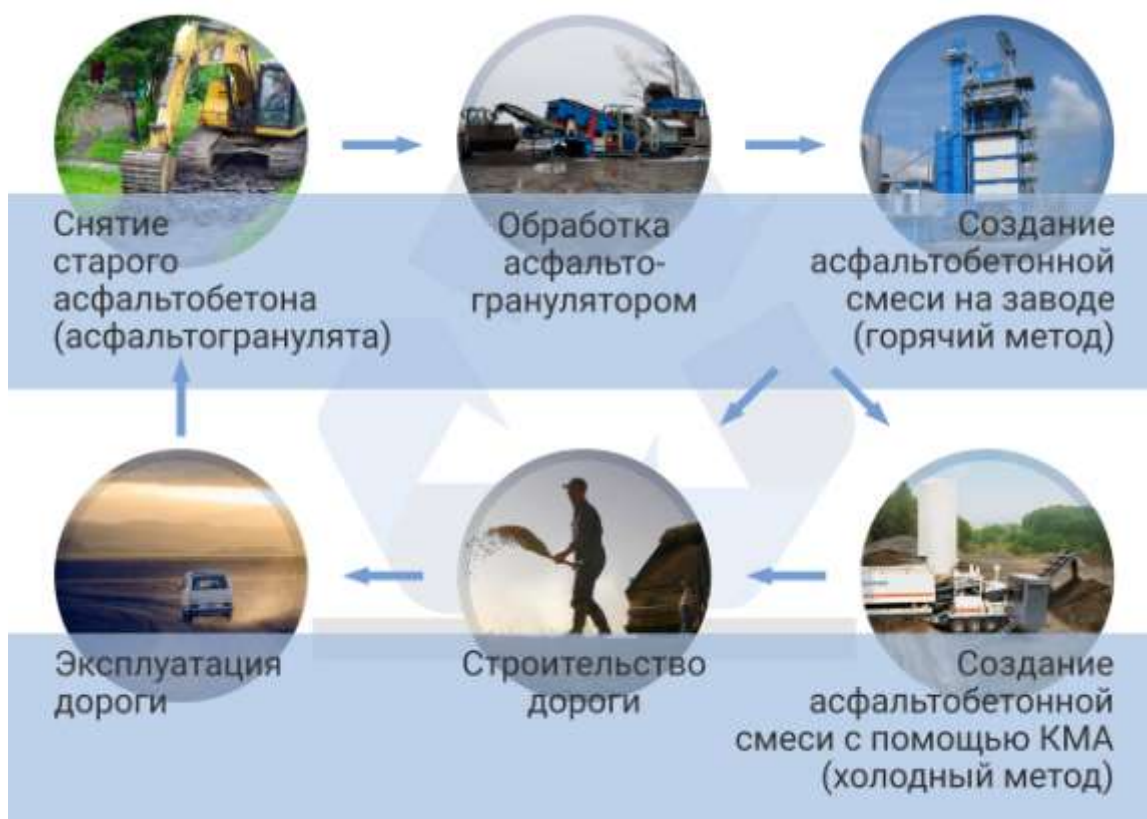 Снятие
старого
асфальтобетона
(асфальтогранулята)
Обработка
асфальто-
гранулятором
Создание
асфальтобетонной
смеси на заводе
(горячий метод)
Эксплуатация
дороги
Строительство
дороги
Создание
асфальтобетонной
смеси с помощью КМА
(холодный метод)